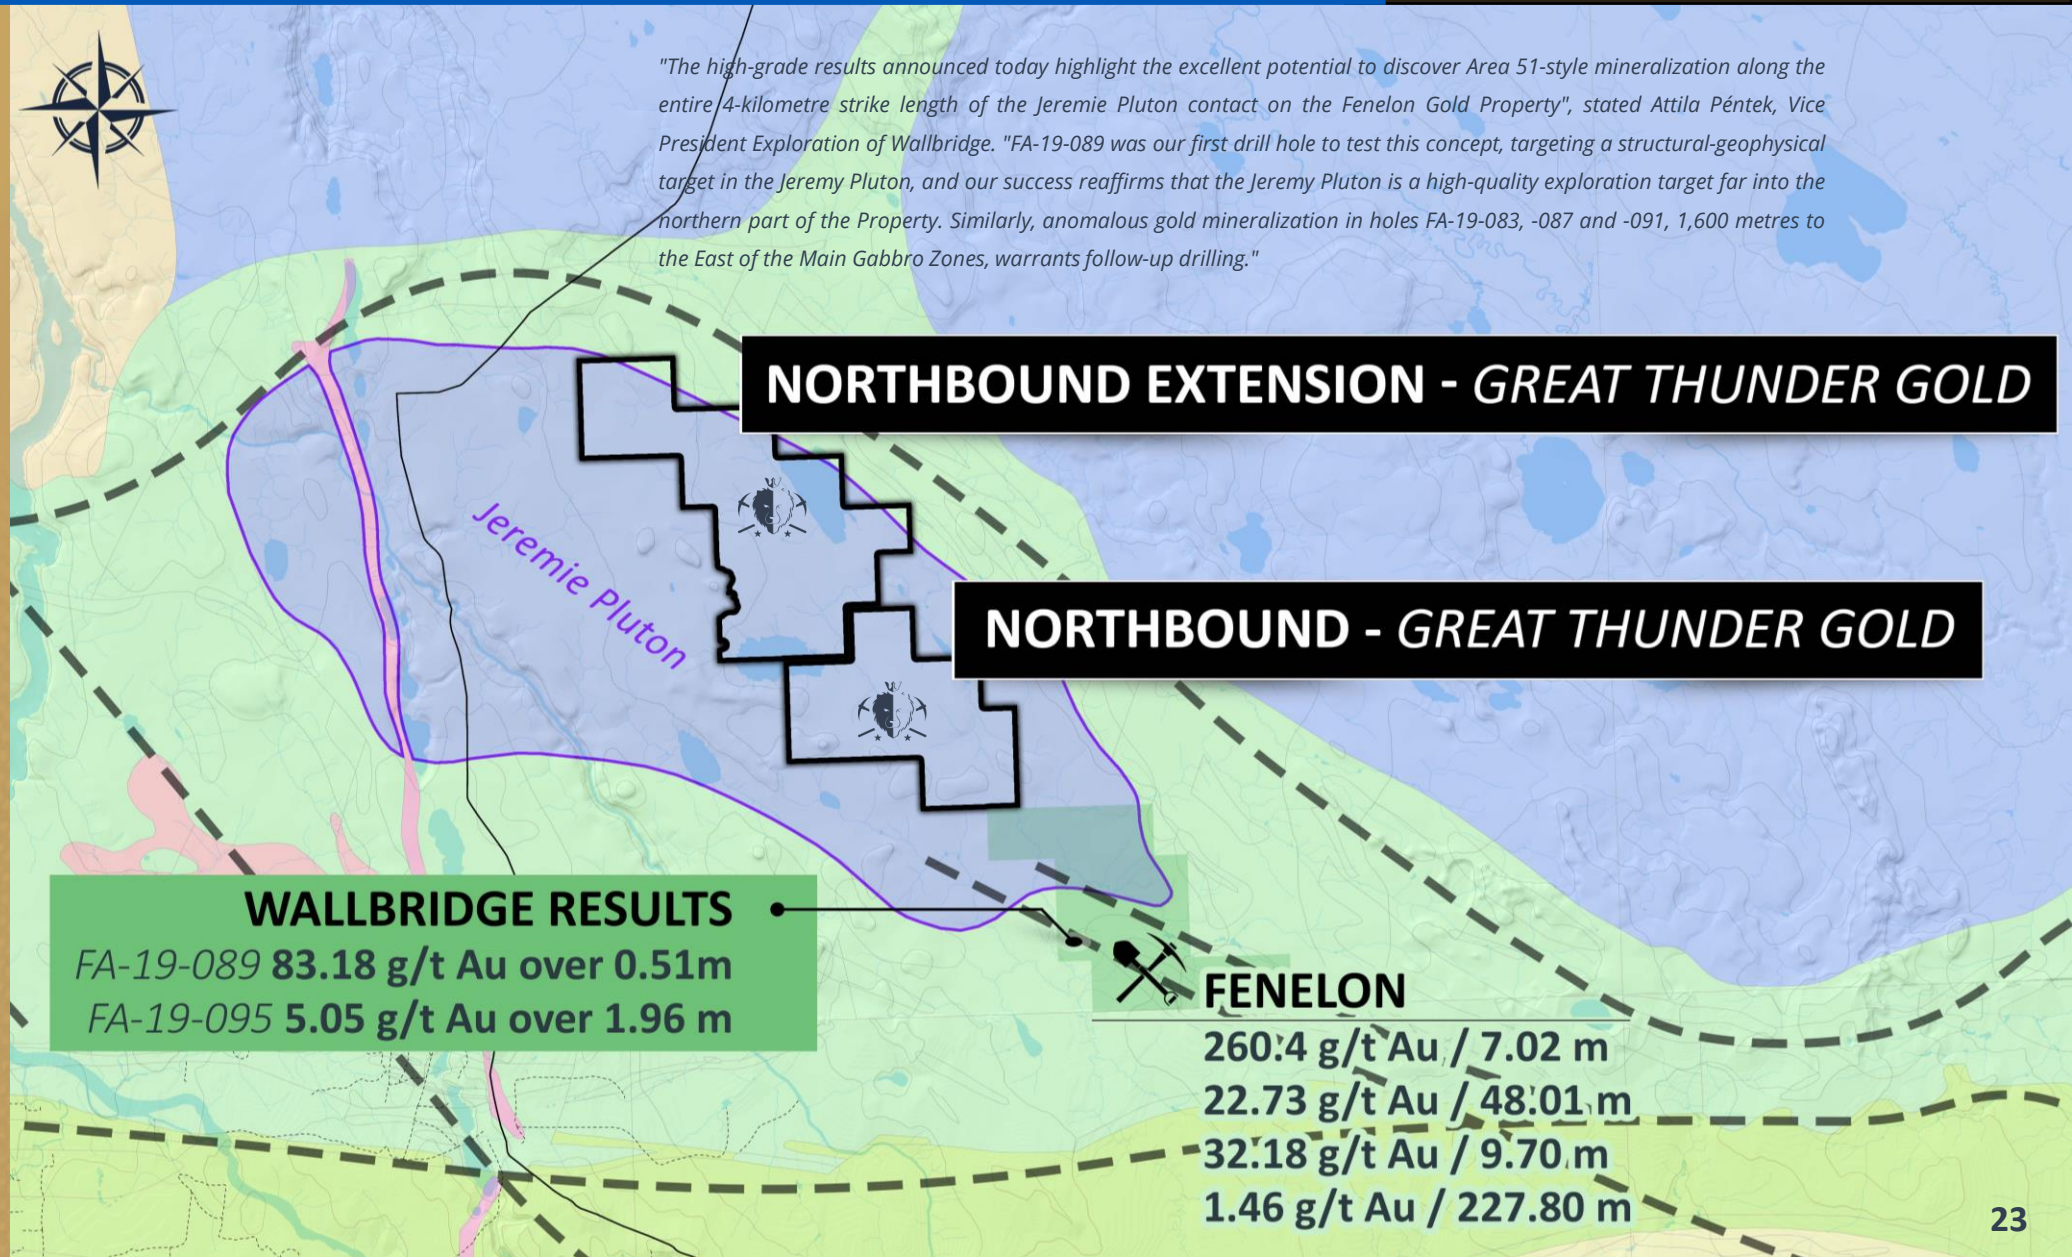 "The high-grade results announced today highlight the excellent potential to discover Area 51-style mineralization along the
entire 4-kilometre strike length of the Jeremie Pluton contact on the Fenelon Gold Property", stated Attila Péntek, Vice
President Exploration of Wallbridge. "FA-19-089 was our first drill hole to test this concept, targeting a structural-geophysical
target in the Jeremy Pluton, and our success reaffirms that the Jeremy Pluton is a high-quality exploration target far into the
northern part of the Property. Similarly, anomalous gold mineralization in holes FA-19-083, -087 and -091, 1,600 metres to
the East of the Main Gabbro Zones, warrants follow-up drilling."
NORTHBOUND EXTENSION - GREAT THUNDER GOLD
Jeremie Pluton
NORTHBOUND - GREAT THUNDER GOLD
WALLBRIDGE RESULTS
FA-19-089 83.18 g/t Au over 0.51m
FA-19-095 5.05 g/t Au over 1.96 m
FENELON
260.4 g/t Au / 7.02 m
22.73 g/t Au / 48.01 m
32.18 g/t Au / 9.70 m
1.46 g/t Au / 227.80 m
23